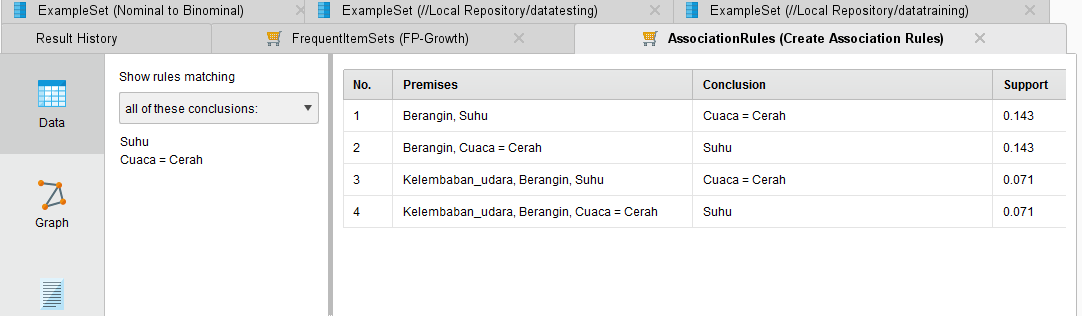 ExampleSet (Nominal to Binominal) ExampleSet (//Local Repository/datatesting) ExampleSet (//Local Repository/datatraining)
Result History FrequentItemSets (FP-Growth) AssociationRules (Create Association Rules)
Show rules matching
all of these conclusions:
Suhu
Cuaca = Cerah
Data
Graph
No. Premises Conclusion Support
1 Berangin, Suhu Cuaca = Cerah 0.143
2 Berangin, Cuaca = Cerah Suhu 0.143
3 Kelembaban_udara, Berangin, Suhu Cuaca = Cerah 0.071
4 Kelembaban_udara, Berangin, Cuaca = Cerah Suhu 0.071